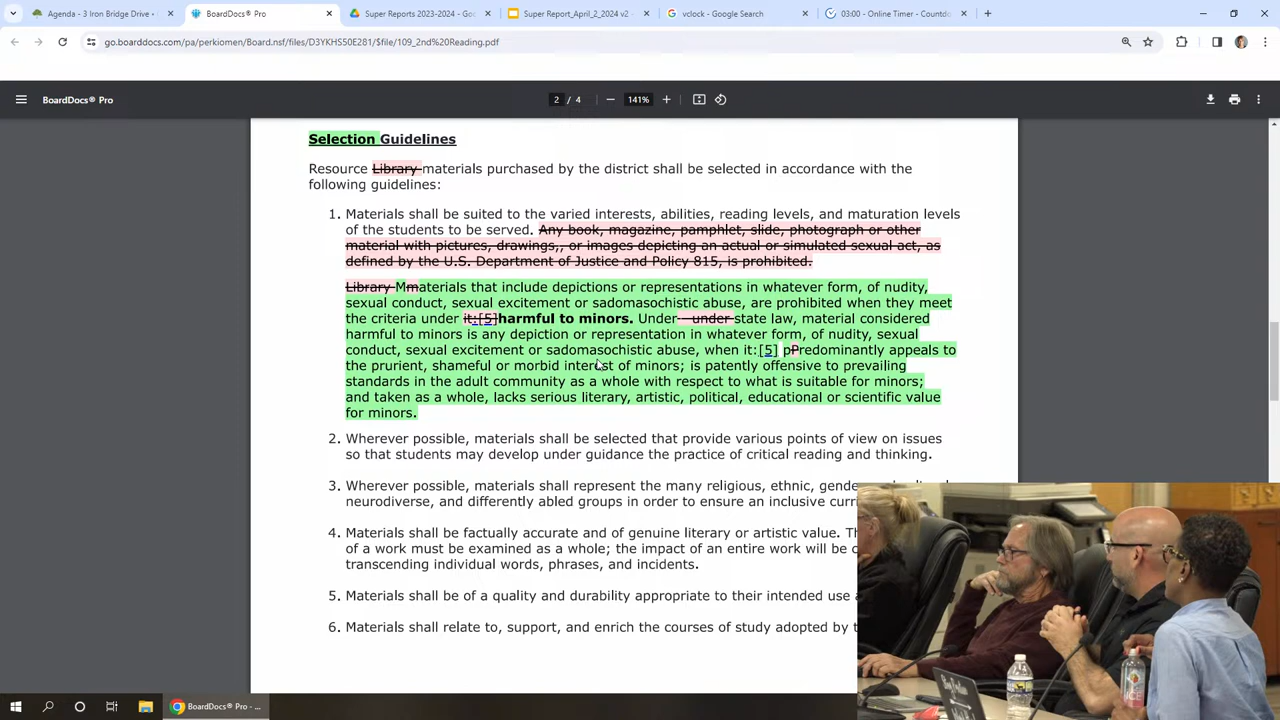 Agenda - 3 Iron Bridge Drive •
BoardDocs® Pro
Super Reports 2023-2024 - Goo
Super Report_April_2_2024 v2 -
vclock - Google Search
03:00 - Online Timer - Countdo
go.boarddocs.com/pa/perkiomen/Board.nsf/files/D3YKHS50E281/$file/109_2nd%20Reading.pdf
BoardDocs® Pro
2 / 4
141%
Selection Guidelines
Resource Library materials purchased by the district shall be selected in accordance with the
following guidelines:
1. Materials shall be suited to the varied interests, abilities, reading levels, and maturation levels
of the students to be served. Any book, magazine, pamphlet, slide, photograph or other
material with pictures, drawings,, or images depicting an actual or simulated sexual act, as
defined by the U.S. Department of Justice and Policy 815, is prohibited.
Library Mmaterials that include depictions or representations in whatever form, of nudity,
sexual conduct, sexual excitement or sadomasochistic abuse, are prohibited when they meet
the criteria under it:[5]harmful to minors. Under- under state law, material considered
harmful to minors is any depiction or representation in whatever form, of nudity, sexual
conduct, sexual excitement or sadomasochistic abuse, when it:[5] pPredominantly appeals to
the prurient, shameful or morbid interest of minors; is patently offensive to prevailing
standards in the adult community as a whole with respect to what is suitable for minors;
and taken as a whole, lacks serious literary, artistic, political, educational or scientific value
for minors.
2. Wherever possible, materials shall be selected that provide various points of view on issues
so that students may develop under guidance the practice of critical reading and thinking.
3. Wherever possible, materials shall represent the many religious, ethnic,
neurodiverse, and differently abled groups in order to ensure an inclusive
4. Materials shall be factually accurate and of genuine literary or artistic value.
of a work must be examined as a whole; the impact of an entire work will be
transcending individual words, phrases, and incidents.
5. Materials shall be of a quality and durability appropriate to their intended use
6. Materials shall relate to, support, and enrich the courses of study adopted by
BoardDocs® Pro - ...